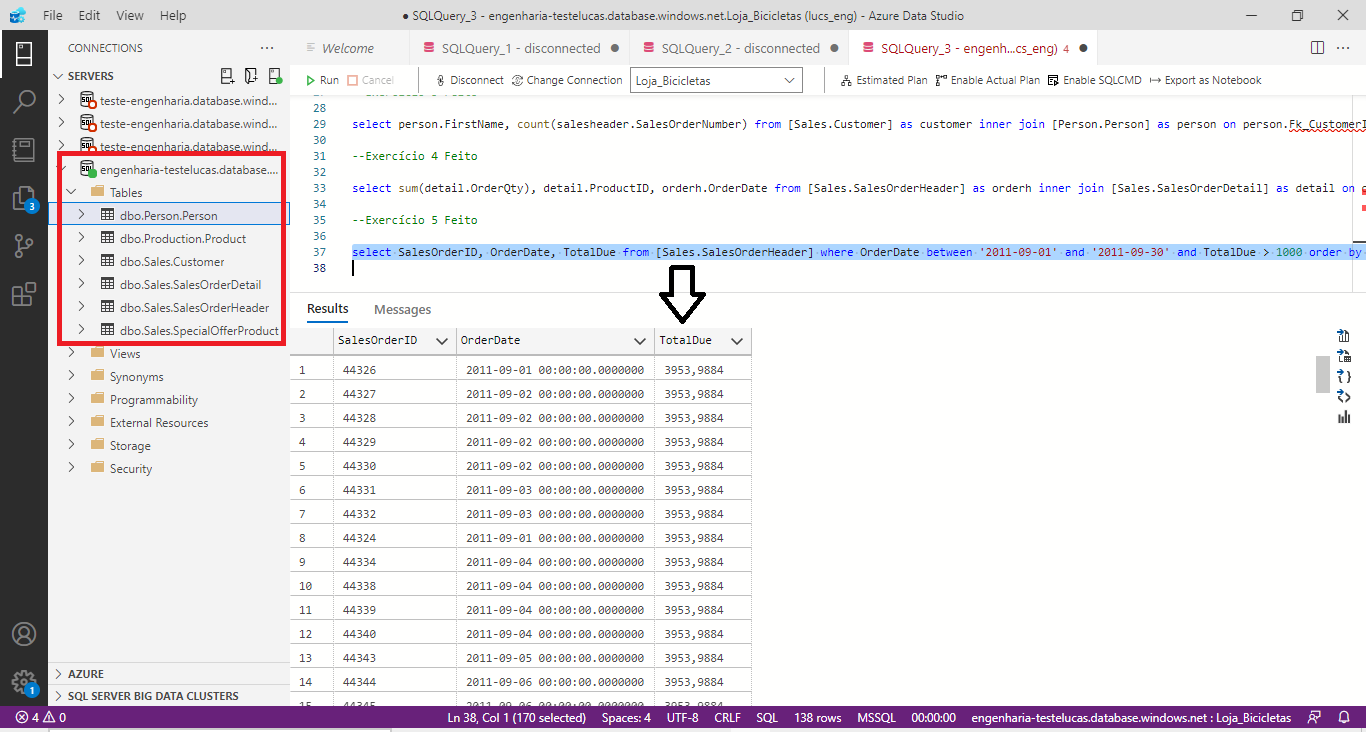 File Edit View Help
● SQLQuery_3 - engenharia-testelucas.database.windows.net.Loja_Bicicletas (lucs_eng) - Azure Data Studio
CONNECTIONS
SERVERS
teste-engenharia.database.wind...
teste-engenharia.database.wind...
teste-engenharia.database.wind...
engenharia-testelucas.database....
Tables
dbo.Person.Person
dbo.Production.Product
dbo.Sales.Customer
dbo.Sales.SalesOrderDetail
dbo.Sales.SalesOrderHeader
dbo.Sales.SpecialOfferProduct
Views
Synonyms
Programmability
External Resources
Storage
Security
AZURE
SQL SERVER BIG DATA CLUSTERS
3
1
Welcome SQLQuery_1 - disconnected SQLQuery_2 - disconnected SQLQuery_3 - engenh...cs_eng) 4
Run Cancel Disconnect Change Connection Loja_Bicicletas Estimated Plan Enable Actual Plan Enable SQLCMD Export as Notebook
28
29 select person.FirstName, count(salesheader.SalesOrderNumber) from [Sales.Customer] as customer inner join [Person.Person] as person on person.Fk_CustomerI
30
31 --Exercício 4 Feito
32
33 select sum(detail.OrderQty), detail.ProductID, orderh.OrderDate from [Sales.SalesOrderHeader] as orderh inner join [Sales.SalesOrderDetail] as detail on
34
35 --Exercício 5 Feito
36
37 select SalesOrderID, OrderDate, TotalDue from [Sales.SalesOrderHeader] where OrderDate between '2011-09-01' and '2011-09-30' and TotalDue > 1000 order by
38
Results Messages
SalesOrderID OrderDate TotalDue
1 44326 2011-09-01 00:00:00.0000000 3953,9884
2 44327 2011-09-02 00:00:00.0000000 3953,9884
3 44328 2011-09-02 00:00:00.0000000 3953,9884
4 44329 2011-09-02 00:00:00.0000000 3953,9884
5 44330 2011-09-02 00:00:00.0000000 3953,9884
6 44331 2011-09-03 00:00:00.0000000 3953,9884
7 44332 2011-09-03 00:00:00.0000000 3953,9884
8 44324 2011-09-01 00:00:00.0000000 3953,9884
9 44334 2011-09-04 00:00:00.0000000 3953,9884
10 44338 2011-09-04 00:00:00.0000000 3953,9884
11 44339 2011-09-04 00:00:00.0000000 3953,9884
12 44340 2011-09-04 00:00:00.0000000 3953,9884
13 44343 2011-09-05 00:00:00.0000000 3953,9884
14 44344 2011-09-06 00:00:00.0000000 3953,9884
15 44345 2011-09-06 00:00:00.0000000 3953,9884
4 0 Ln 38, Col 1 (170 selected) Spaces: 4 UTF-8 CRLF SQL 138 rows MSSQL 00:00:00 engenharia-testelucas.database.windows.net : Loja_Bicicletas